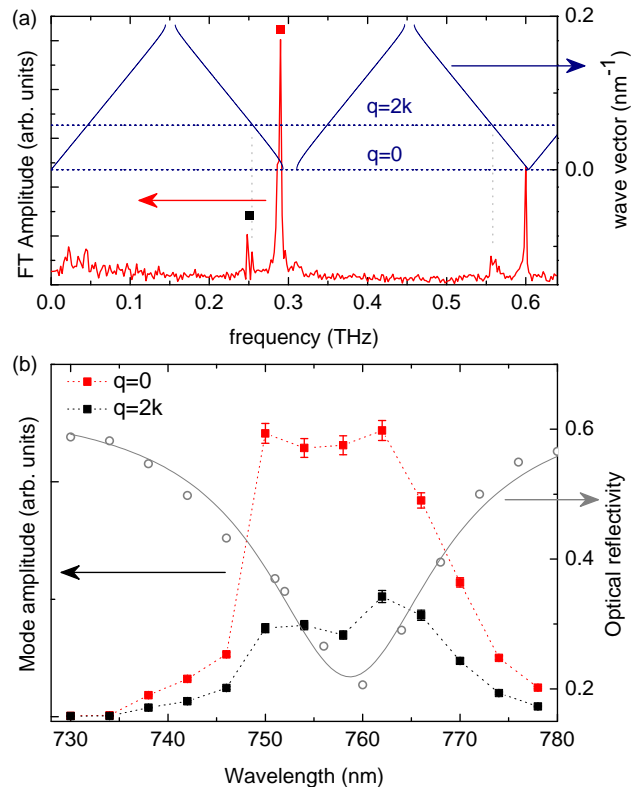 (a)
FT Amplitude (arb. units)
q=2k
q=0
0.2
0.0
wave vector (nm⁻¹)
0.0 0.1 0.2 0.3 0.4 0.5 0.6
frequency (THz)
(b)
q=0
q=2k
Mode amplitude (arb. units)
0.6
0.4
0.2
Optical reflectivity
730 740 750 760 770 780
Wavelength (nm)